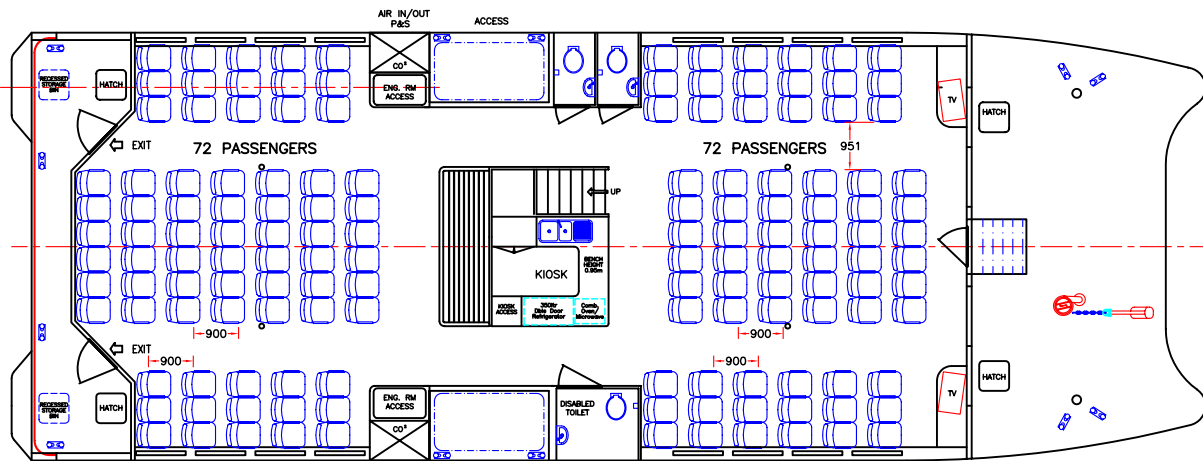 AIR IN/OUT
P&S
ACCESS
RECESSED
STORAGE
BIN
HATCH
CO²
ENG. RM
ACCESS
TV
HATCH
EXIT
72 PASSENGERS
72 PASSENGERS
951
UP
KIOSK
BENCH
HEIGHT
0.95m
KIOSK
ACCESS
350ltr
Dble Door
Refrigerator
Comb.
Oven/
Microwave
900
900
EXIT
900
900
RECESSED
STORAGE
BIN
HATCH
ENG. RM
ACCESS
CO²
DISABLED
TOILET
TV
HATCH